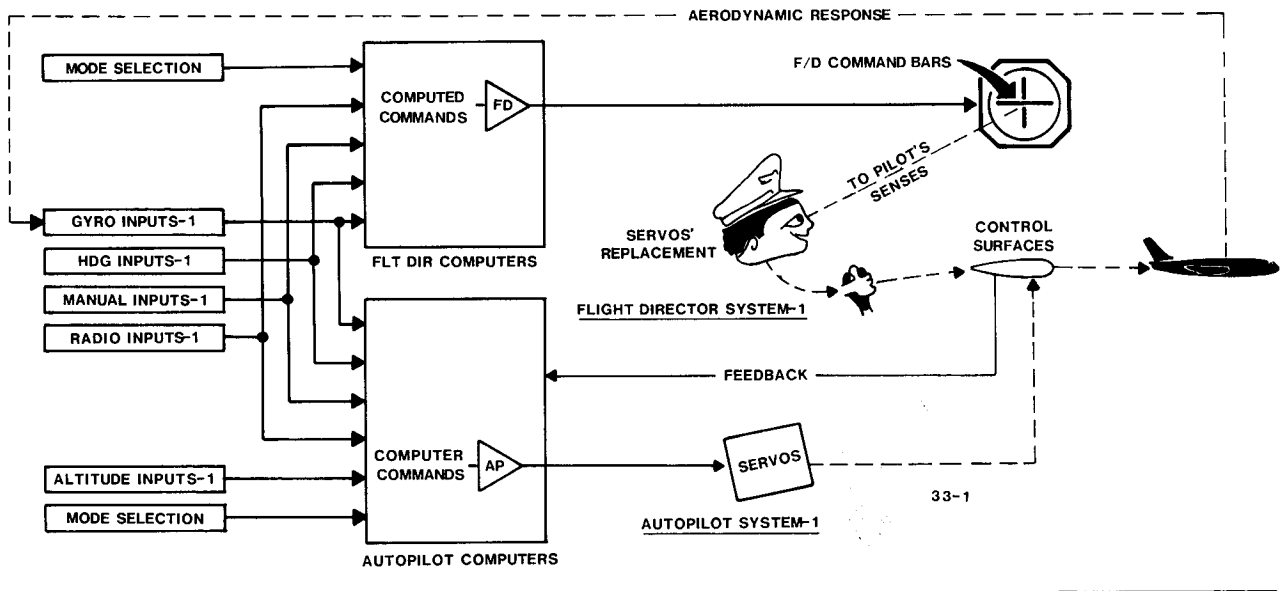 AERODYNAMIC RESPONSE
MODE SELECTION
F/D COMMAND BARS
COMPUTED
COMMANDS
FD
TO PILOT'S
SENSES
GYRO INPUTS-1
SERVOS'
REPLACEMENT
CONTROL
SURFACES
HDG INPUTS-1
FLT DIR COMPUTERS
MANUAL INPUTS-1
FLIGHT DIRECTOR SYSTEM-1
RADIO INPUTS-1
FEEDBACK
COMPUTER
COMMANDS
AP
SERVOS
ALTITUDE INPUTS-1
33-1
MODE SELECTION
AUTOPILOT SYSTEM-1
AUTOPILOT COMPUTERS